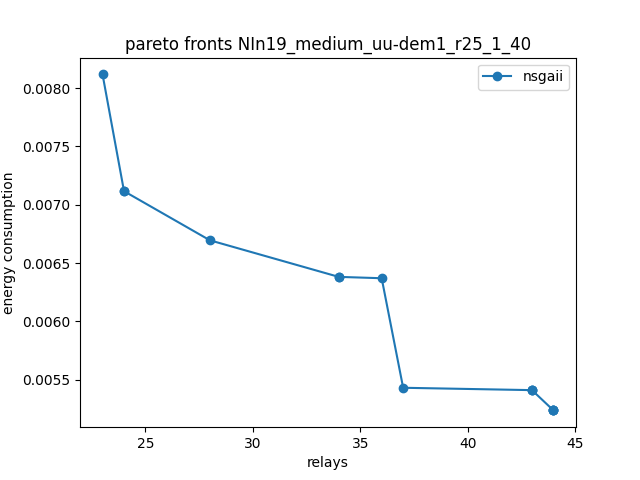 pareto fronts NIn19_medium_uu-dem1_r25_1_40
nsgaii
energy consumption
0.0080
0.0075
0.0070
0.0065
0.0060
0.0055
25 30 35 40 45
relays